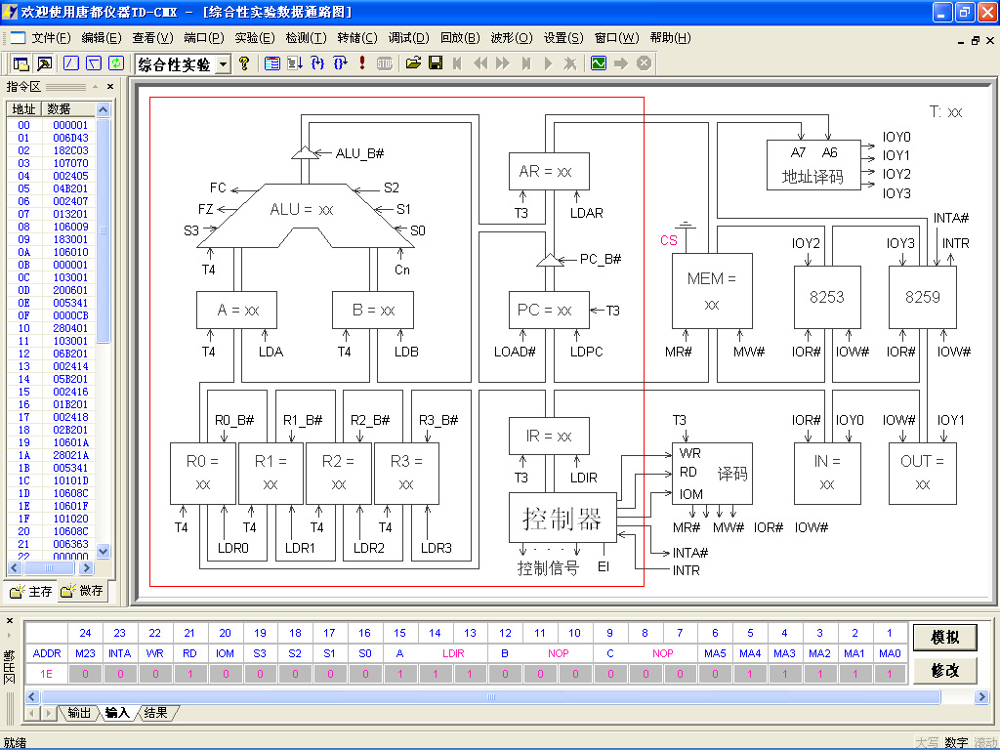 欢迎使用唐都仪器TD-CMX - [综合性实验数据通路图]
文件(F) 编辑(E) 查看(V) 端口(P) 实验(E) 检测(T) 转储(C) 调试(D) 回放(B) 波形(O) 设置(S) 窗口(W) 帮助(H)
综合性实验
STOP
指令区
地址 数据
00 000001
01 006D43
02 182C03
03 107070
04 002405
05 04B201
06 002407
07 013201
08 106009
09 183001
0A 106010
0B 000001
0C 103001
0D 200601
0E 005341
0F 0000CB
10 280401
11 103001
12 06B201
13 002414
14 05B201
15 002416
16 01B201
17 002418
18 02B201
19 10601A
1A 28021A
1B 005341
1C 10101D
1D 10608C
1E 10601F
1F 101020
20 10608C
21 006363
22 000000
主存 微存
T: xx
ALU_B#
FC
FZ
S3
ALU = xx
S2
S1
S0
T4
Cn
A = xx
B = xx
T4 LDA T4 LDB
AR = xx
T3 LDAR
PC_B#
PC = xx
T3
LOAD# LDPC
A7 A6
地址译码
IOY0
IOY1
IOY2
IOY3
CS
MEM =
xx
MR# MW#
IOY2
8253
IOR# IOW#
INTA#
IOY3 INTR
8259
IOR# IOW#
R0_B# R1_B# R2_B# R3_B#
R0 = R1 = R2 = R3 =
xx xx xx xx
T4 T4 T4 T4
LDR0 LDR1 LDR2 LDR3
IR = xx
T3 LDIR
控制器
· · ·
控制信号 EI
T3
WR
RD
IOM
译码
MR# MW# IOR# IOW#
INTA#
INTR
IOR# IOY0
IN =
xx
IOW# IOY1
OUT =
xx
24 23 22 21 20 19 18 17 16 15 14 13 12 11 10 9 8 7 6 5 4 3 2 1
ADDR M23 INTA WR RD IOM S3 S2 S1 S0 A LDIR B NOP C NOP MA5 MA4 MA3 MA2 MA1 MA0
1E 0 0 0 1 0 0 0 0 0 1 1 1 0 0 0 0 0 0 0 1 1 1 1 1
模拟
修改
输出 输入 结果
就绪
大写 数字 滚动